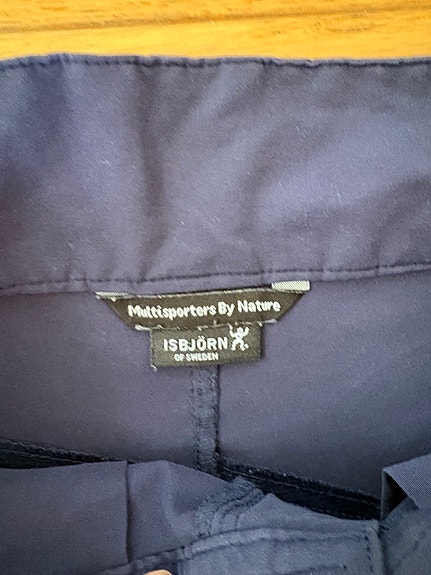 Multisporters By Nature
ISBJÖRN
OF SWEDEN